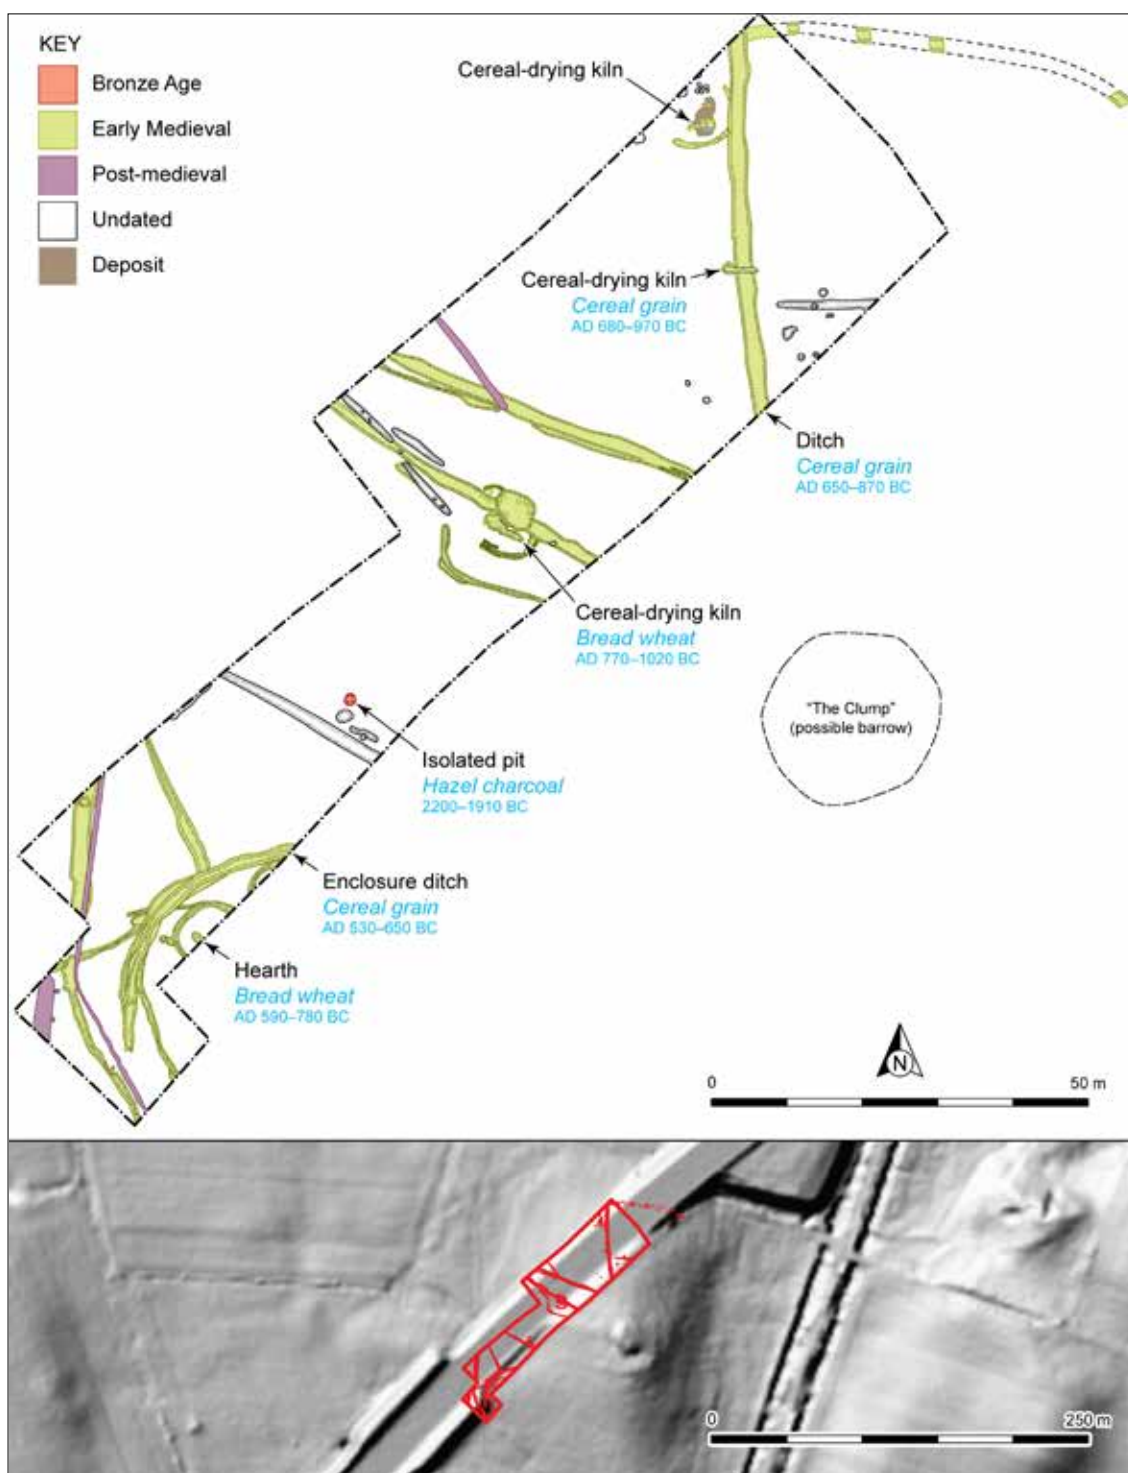 KEY
Bronze Age
Early Medieval
Post-medieval
Undated
Deposit
Cereal-drying kiln
Cereal-drying kiln
Cereal grain
AD 680–970 BC
Ditch
Cereal grain
AD 650–870 BC
Cereal-drying kiln
Bread wheat
AD 770–1020 BC
"The Clump"
(possible barrow)
Isolated pit
Hazel charcoal
2200–1910 BC
Enclosure ditch
Cereal grain
AD 530–650 BC
Hearth
Bread wheat
AD 590–780 BC
N
0 50 m
0 250 m